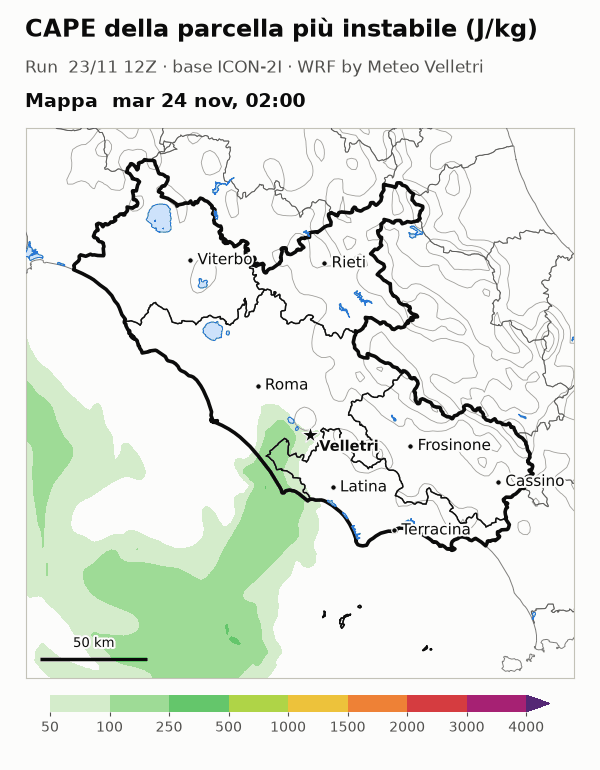 CAPE della parcella più instabile (J/kg)
Run  23/11 12Z · base ICON-2I · WRF by Meteo Velletri
Mappa  mar 24 nov, 02:00
Viterbo
Rieti
Roma
Velletri
Frosinone
Cassino
Latina
Terracina
50 km
50 100 250 500 1000 1500 2000 3000 4000